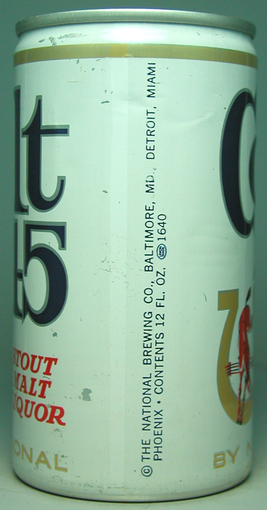 lt
45
STOUT
MALT
LIQUOR
ONAL
© THE NATIONAL BREWING CO., BALTIMORE, MD., DETROIT, MIAMI
PHOENIX • CONTENTS 12 FL. OZ. 1640
C
BY N